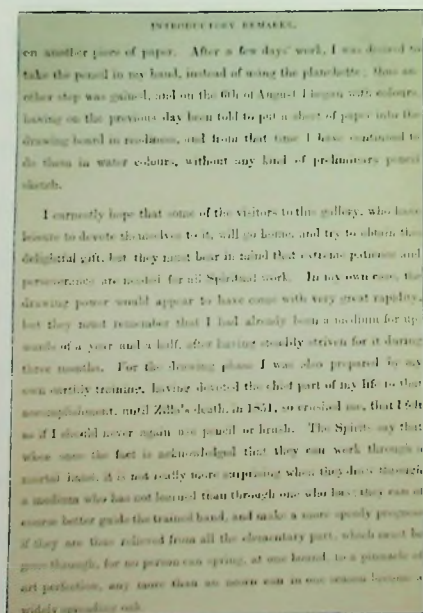 INTRODUCTORY REMARKS.
on another piece of paper. After a few days' work, I was desired to
take the pencil in my hand, instead of using the planchette; thus an-
other step was gained, and on the 6th of August I began with colours,
having on the previous day been told to put a sheet of paper into the
drawing board in readiness, and from that time I have continued to
do them in water colours, without any kind of preliminary pencil
sketch.
I earnestly hope that some of the visitors to this gallery, who have
leisure to devote themselves to it, will go home, and try to obtain this
delightful gift, but they must bear in mind that extreme patience and
perseverance are needed for all Spiritual work. In my own case, the
drawing power would appear to have come with very great rapidity,
but they must remember that I had already been a medium for up-
wards of a year and a half, after having steadily striven for it during
three months. For the drawing phase I was also prepared by my
own earthly training, having devoted the chief part of my life to that
accomplishment, until Zilla's death, in 1851, so crushed me, that I felt
as if I should never again use pencil or brush. The Spirits say that
when once the fact is acknowledged that they can work through a
mortal hand, it is not really more surprising when they draw through
a medium who has not learned than through one who has; they can of
course better guide the trained hand, and make a more speedy progress
if they are thus relieved from all the elementary part, which must be
gone through, for no person can spring, at one bound, to a pinnacle of
art perfection, any more than an acorn can in one season become a
widely spreading oak.